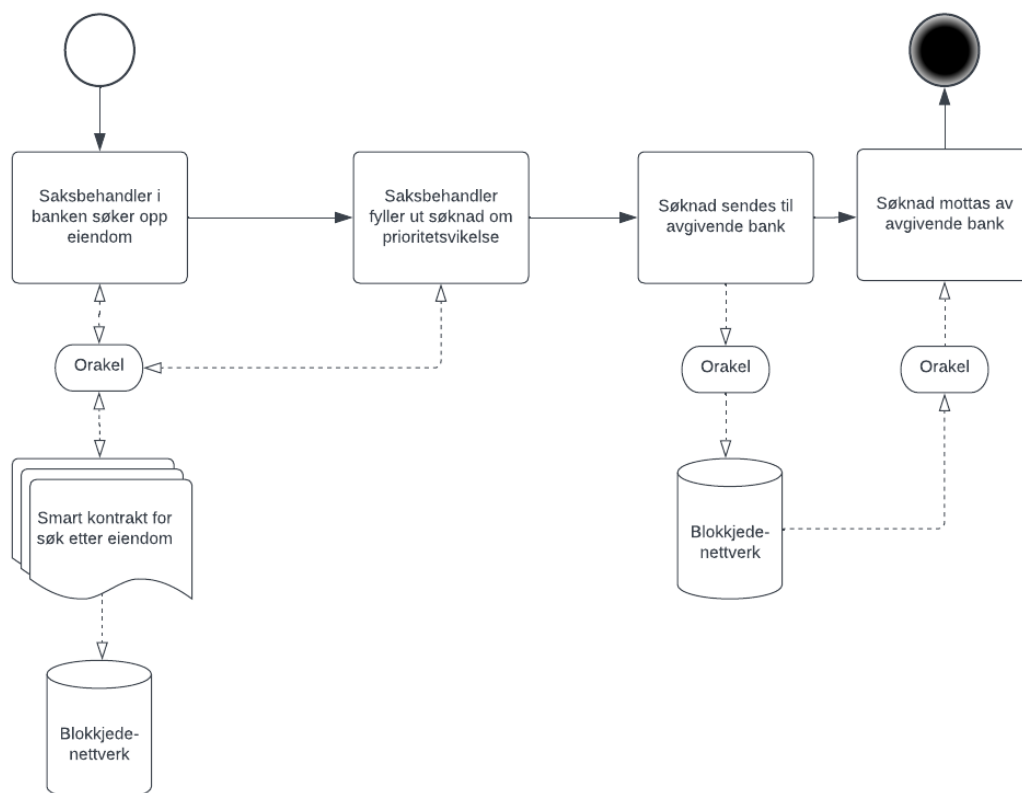 Saksbehandler i
banken søker opp
eiendom
Saksbehandler
fyller ut søknad om
prioritetsvikelse
Søknad sendes til
avgivende bank
Søknad mottas av
avgivende bank
Orakel
Orakel
Orakel
Smart kontrakt for
søk etter eiendom
Blokkjede-
nettverk
Blokkjede-
nettverk